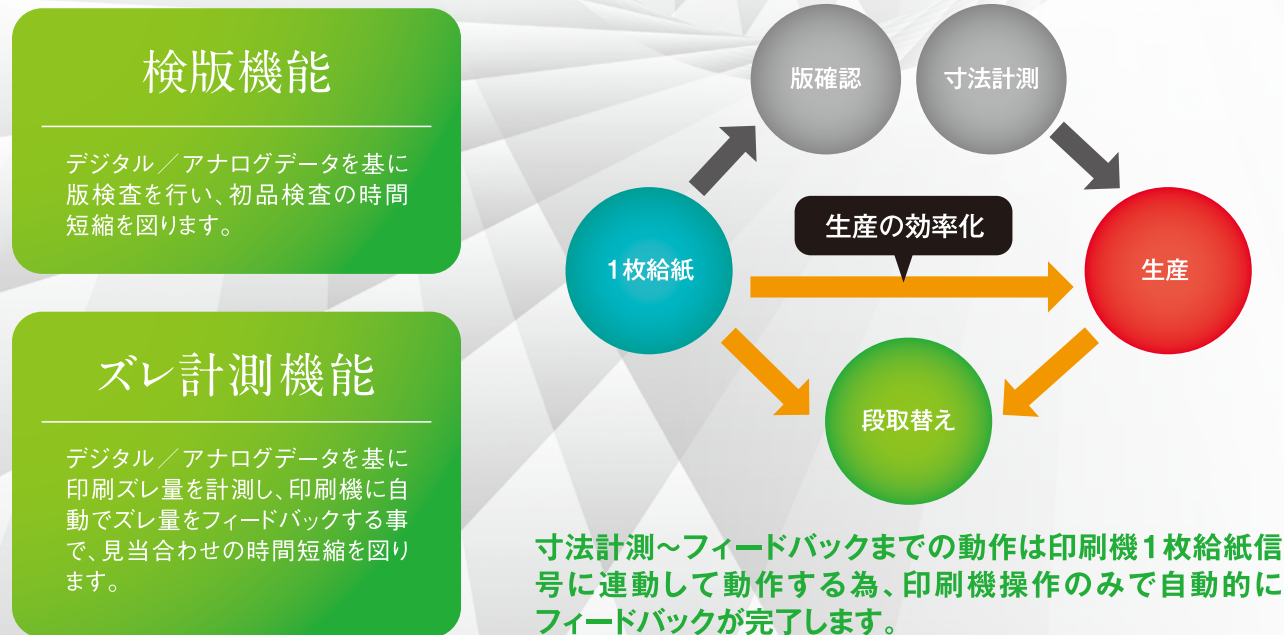 検版機能
デジタル／アナログデータを基に
版検査を行い、初品検査の時間
短縮を図ります。
ズレ計測機能
デジタル／アナログデータを基に
印刷ズレ量を計測し、印刷機に自
動でズレ量をフィードバックする事
で、見当合わせの時間短縮を図り
ます。
版確認
寸法計測
生産の効率化
1枚給紙
生産
段取替え
寸法計測～フィードバックまでの動作は印刷機1枚給紙信
号に連動して動作する為、印刷機操作のみで自動的に
フィードバックが完了します。